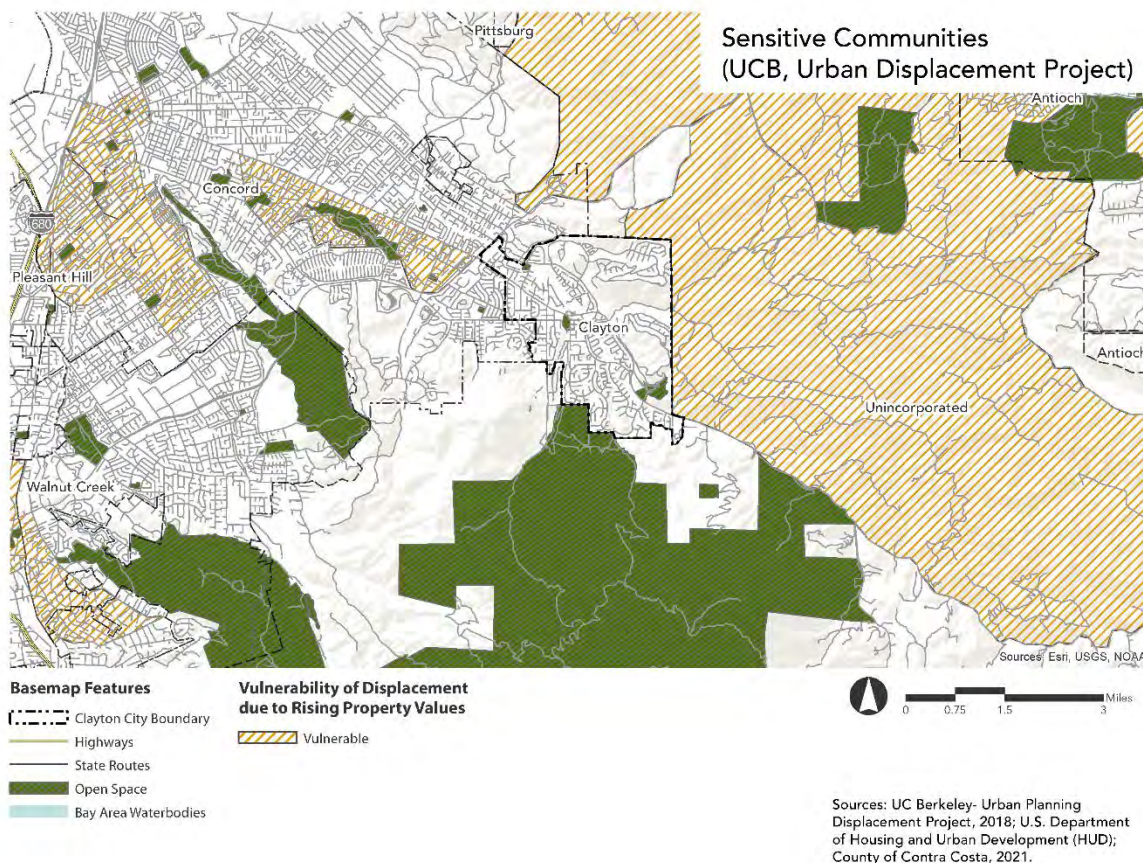 Sensitive Communities
(UCB, Urban Displacement Project)
Pittsburg
Antioch
Concord
680
Pleasant Hill
Clayton
Antioch
Unincorporated
Walnut Creek
Sources: Esri, USGS, NOAA
Basemap Features
Clayton City Boundary
Highways
State Routes
Open Space
Bay Area Waterbodies
Vulnerability of Displacement
due to Rising Property Values
Vulnerable
Miles
0 0.75 1.5 3
Sources: UC Berkeley- Urban Planning
Displacement Project, 2018; U.S. Department
of Housing and Urban Development (HUD);
County of Contra Costa, 2021.